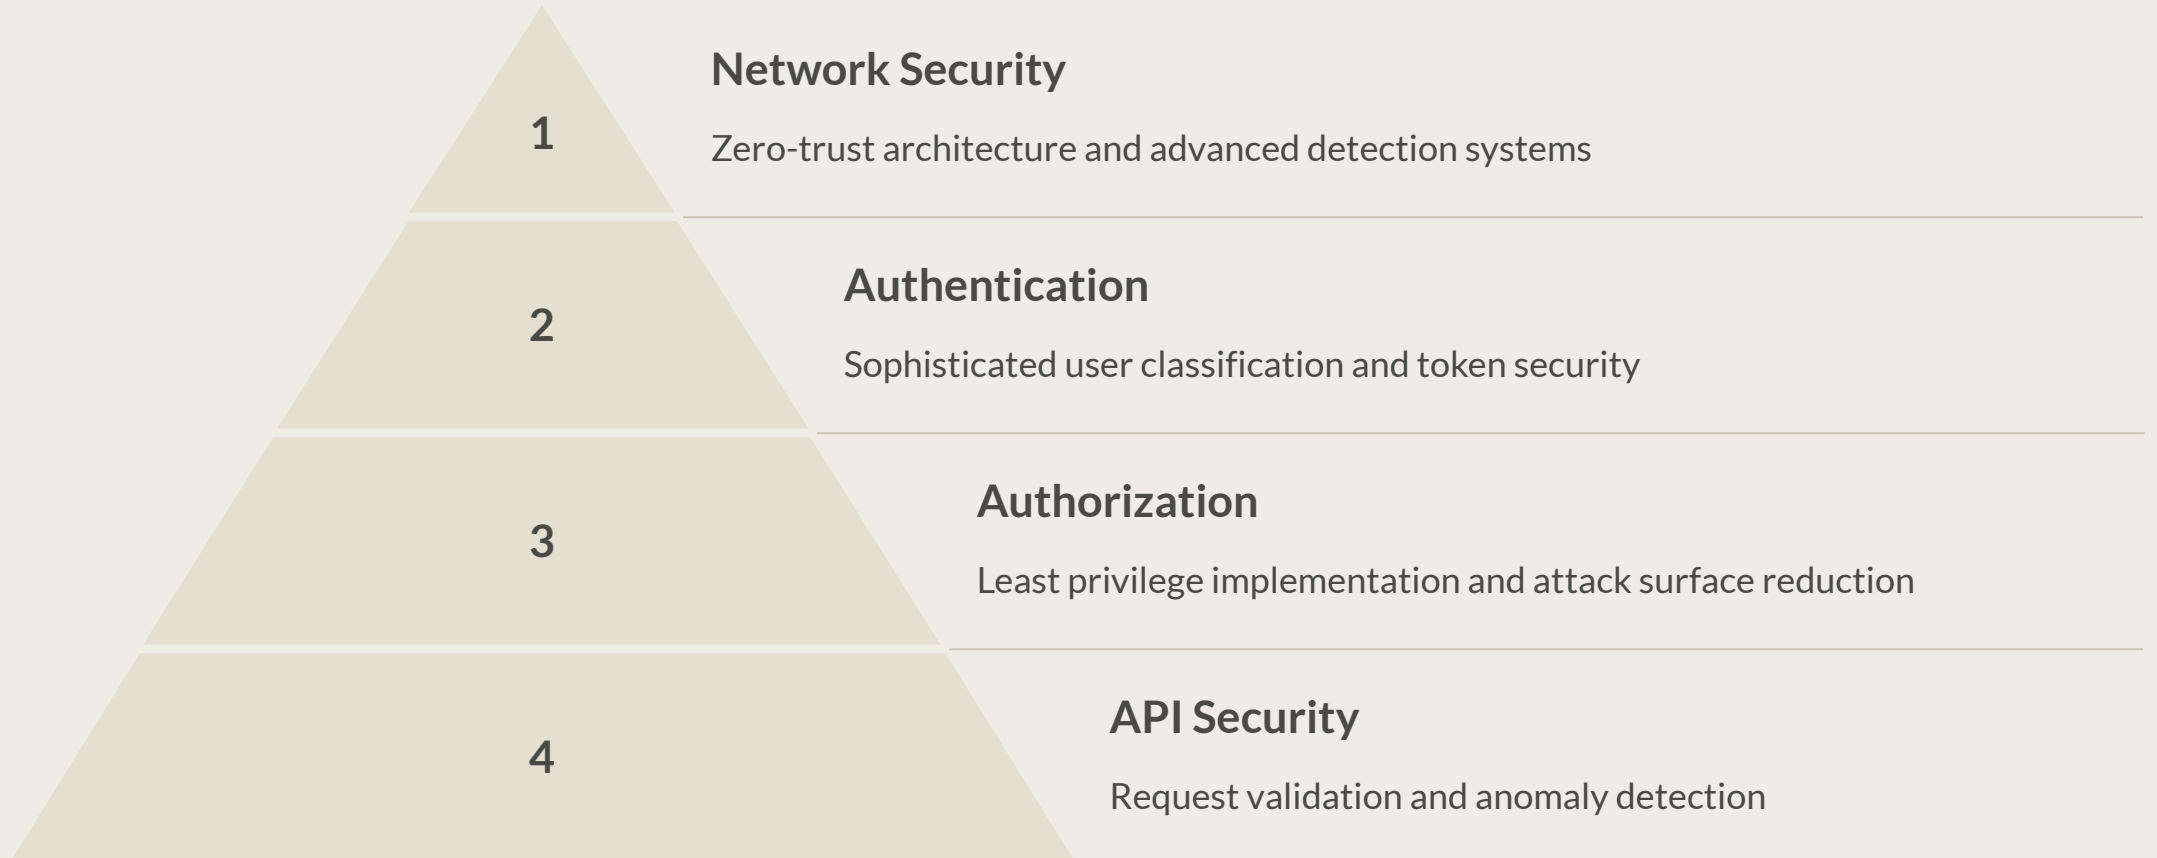 1
Network Security
Zero-trust architecture and advanced detection systems
2
Authentication
Sophisticated user classification and token security
3
Authorization
Least privilege implementation and attack surface reduction
4
API Security
Request validation and anomaly detection